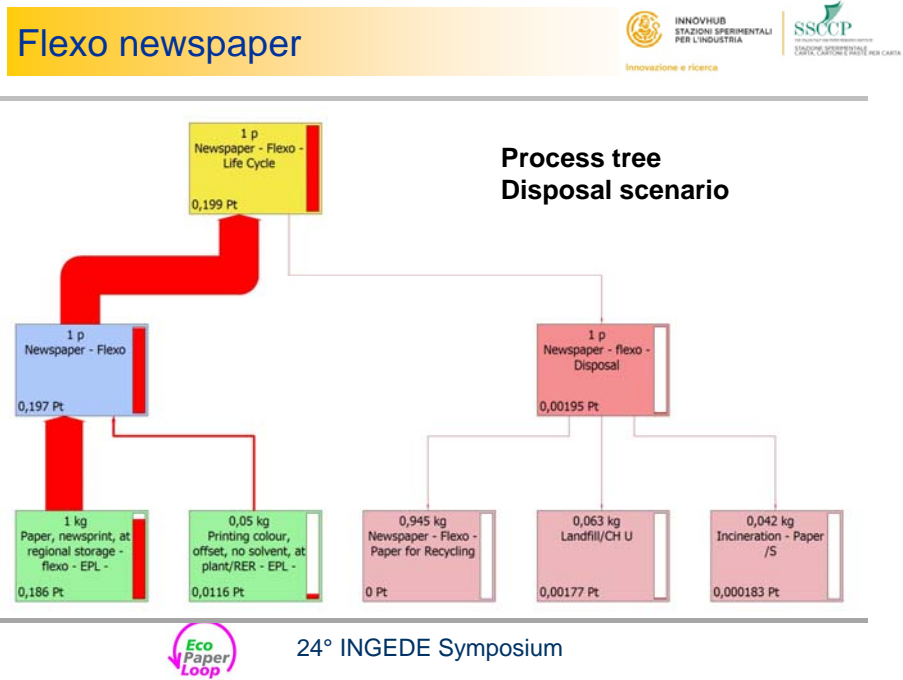 Flexo newspaper
INNOVHUB
STAZIONI SPERIMENTALI
PER L'INDUSTRIA
Innovazione e ricerca
SSCCP
STAZIONE SPERIMENTALE
CARTA, CARTONI E PASTE PER CARTA
Process tree
Disposal scenario
1 p
Newspaper - Flexo -
Life Cycle
0,199 Pt
1 p
Newspaper - Flexo
0,197 Pt
1 p
Newspaper - flexo -
Disposal
0,00195 Pt
1 kg
Paper, newsprint, at
regional storage -
flexo - EPL -
0,186 Pt
0,05 kg
Printing colour,
offset, no solvent, at
plant/RER - EPL -
0,0116 Pt
0,945 kg
Newspaper - Flexo -
Paper for Recycling
0 Pt
0,063 kg
Landfill/CH U
0,00177 Pt
0,042 kg
Incineration - Paper
/S
0,000183 Pt
Eco
Paper
Loop
24° INGEDE Symposium